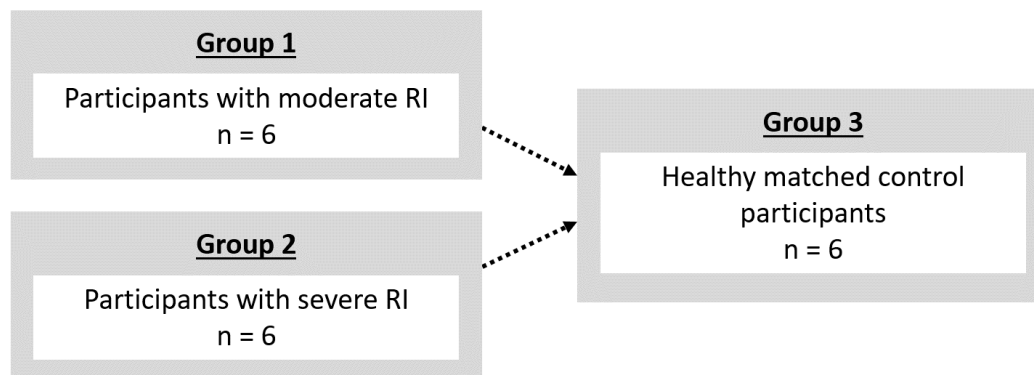 Group 1
Participants with moderate RI
n = 6
Group 2
Participants with severe RI
n = 6
Group 3
Healthy matched control
participants
n = 6